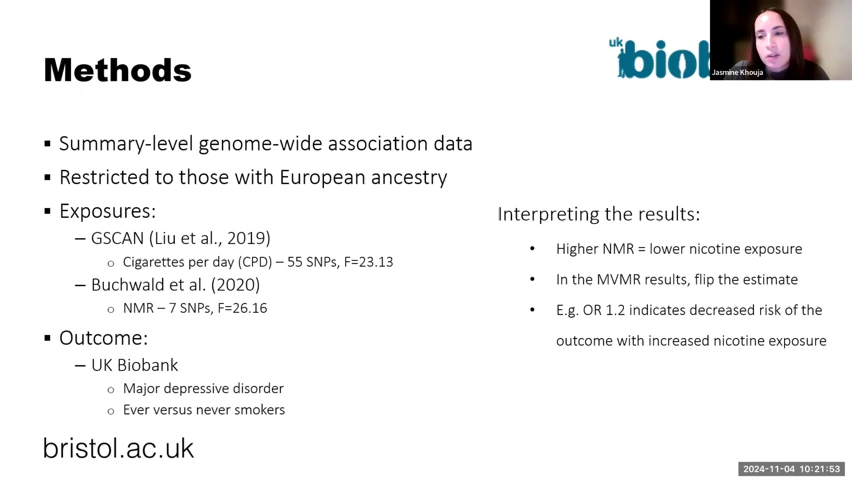 Methods
uk
biob
Jasmine Khouja
▪ Summary-level genome-wide association data
▪ Restricted to those with European ancestry
▪ Exposures:
– GSCAN (Liu et al., 2019)
o Cigarettes per day (CPD) – 55 SNPs, F=23.13
– Buchwald et al. (2020)
o NMR – 7 SNPs, F=26.16
▪ Outcome:
– UK Biobank
o Major depressive disorder
o Ever versus never smokers
Interpreting the results:
• Higher NMR = lower nicotine exposure
• In the MVMR results, flip the estimate
• E.g. OR 1.2 indicates decreased risk of the
outcome with increased nicotine exposure
bristol.ac.uk
2024-11-04 10:21:53